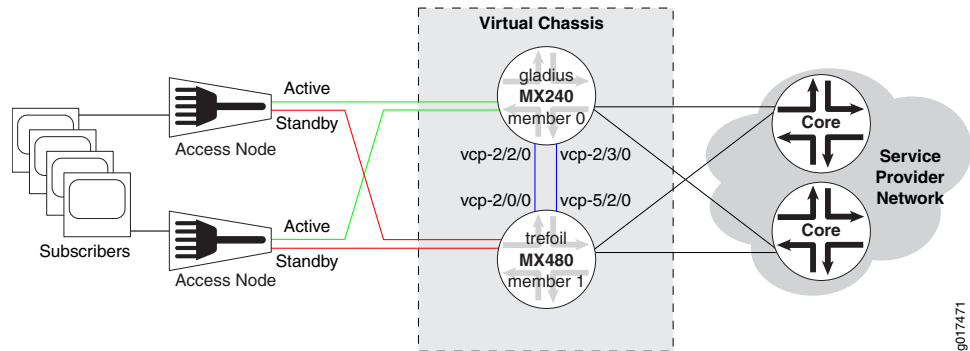 Virtual Chassis
gladius
MX240
member 0
Active
Standby
Access Node
vcp-2/2/0
vcp-2/3/0
vcp-2/0/0
vcp-5/2/0
trefoil
MX480
member 1
Active
Standby
Access Node
Subscribers
Core
Core
Service
Provider
Network
g017471